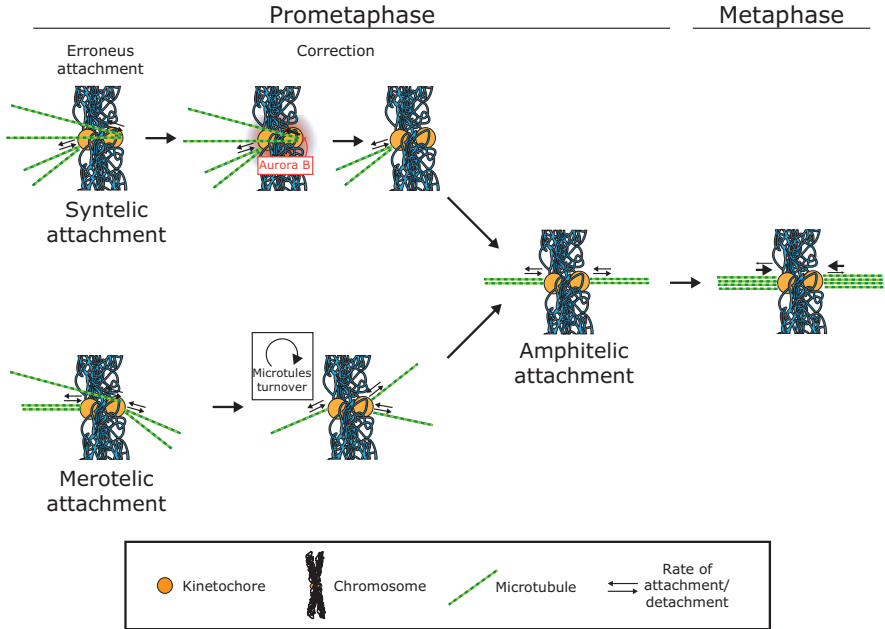 Prometaphase
Metaphase
Erroneus
attachment
Correction
Aurora B
Syntelic
attachment
Microtules
turnover
Amphitelic
attachment
Merotelic
attachment
Kinetochore
Chromosome
Microtubule
Rate of
attachment/
detachment